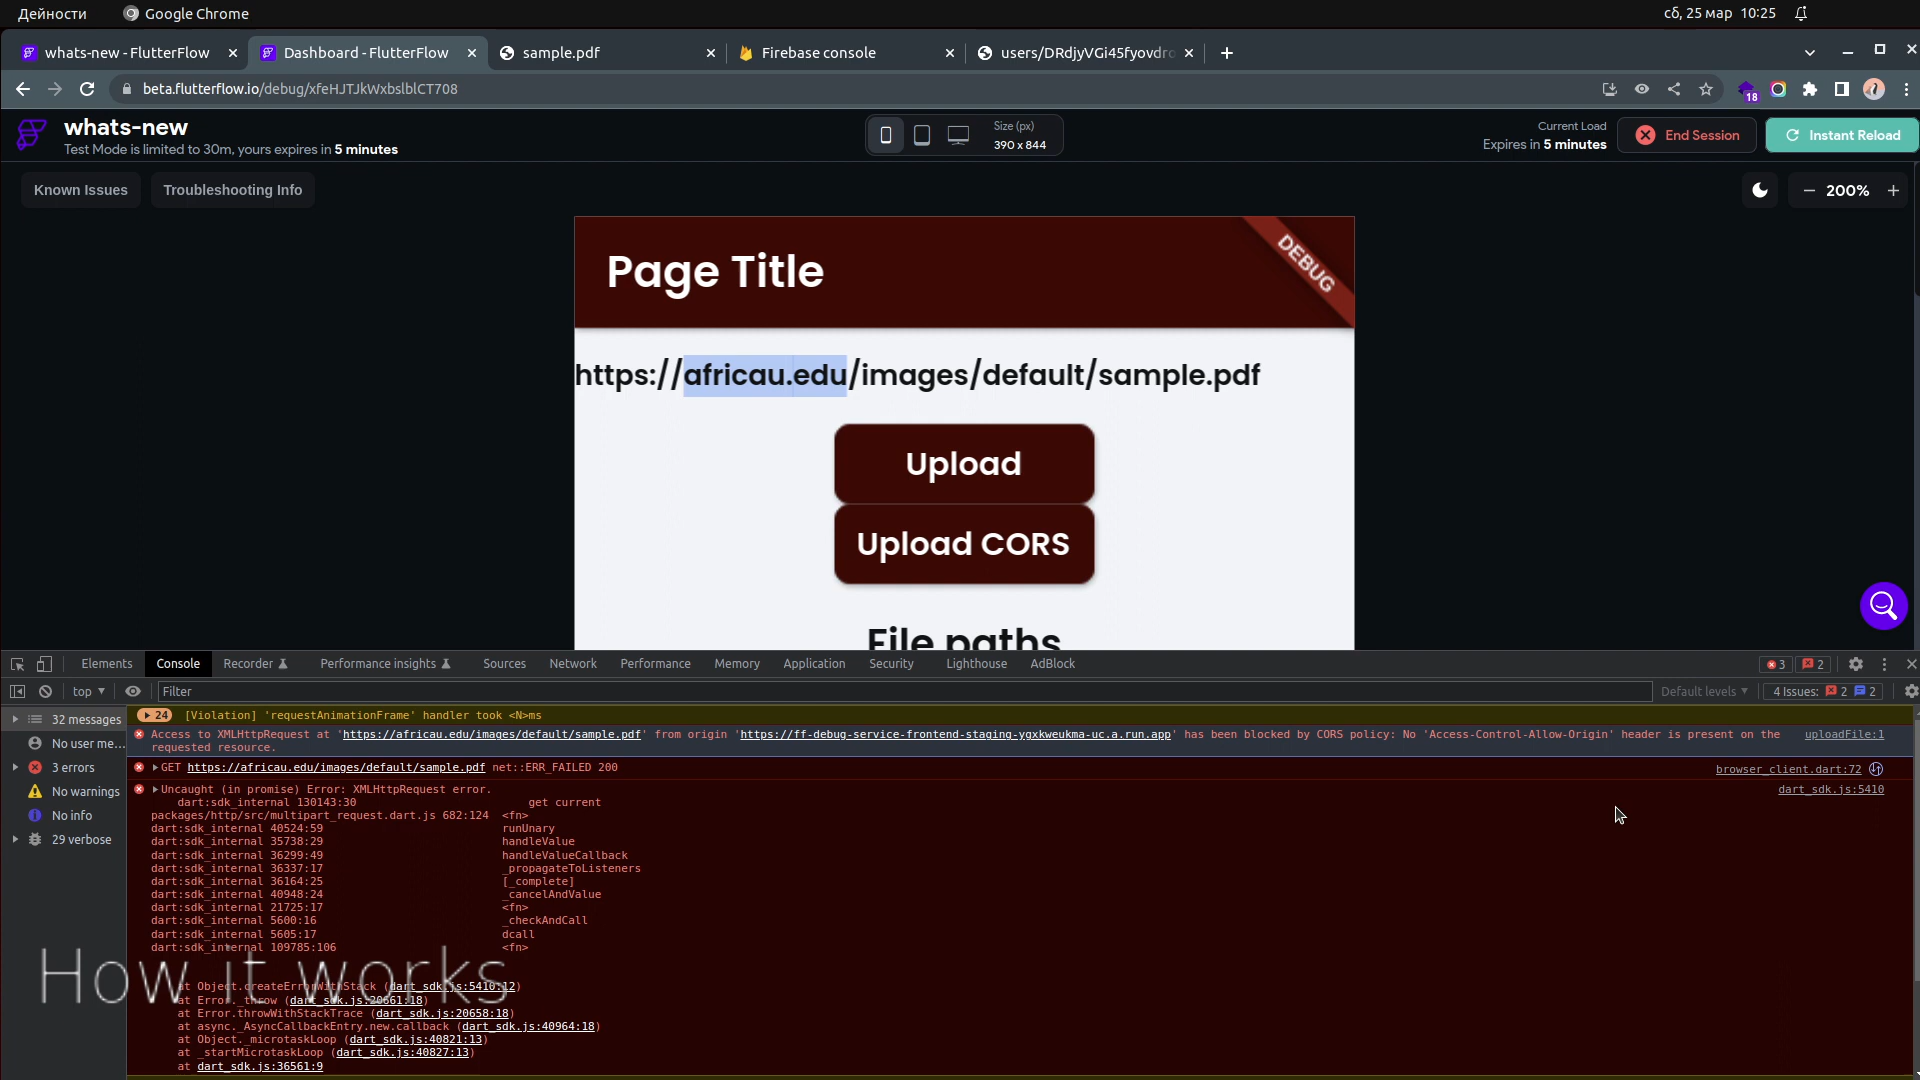 Дейности
Google Chrome
сб, 25 мар 10:25
whats-new - FlutterFlow
Dashboard - FlutterFlow
sample.pdf
Firebase console
users/DRdjyVGi45fyovdro
beta.flutterflow.io/debug/xfeHJTJkWxbslblCT708
18
whats-new
Test Mode is limited to 30m, yours expires in 5 minutes
Size (px)
390 x 844
Current Load
Expires in 5 minutes
End Session
Instant Reload
Known Issues
Troubleshooting Info
200%
Page Title
DEBUG
https://africau.edu/images/default/sample.pdf
Upload
Upload CORS
File paths
Elements
Console
Recorder
Performance insights
Sources
Network
Performance
Memory
Application
Security
Lighthouse
AdBlock
3
2
top
Filter
Default levels
4 Issues: 2 2
32 messages
No user me...
3 errors
No warnings
No info
29 verbose
24 [Violation] 'requestAnimationFrame' handler took <N>ms
Access to XMLHttpRequest at 'https://africau.edu/images/default/sample.pdf' from origin 'https://ff-debug-service-frontend-staging-ygxkweukma-uc.a.run.app' has been blocked by CORS policy: No 'Access-Control-Allow-Origin' header is present on the
requested resource.
uploadFile:1
GET https://africau.edu/images/default/sample.pdf net::ERR_FAILED 200
browser_client.dart:72
Uncaught (in promise) Error: XMLHttpRequest error.
dart_sdk.js:5410
dart:sdk_internal 130143:30 get current
packages/http/src/multipart_request.dart.js 682:124 <fn>
dart:sdk_internal 40524:59 runUnary
dart:sdk_internal 35738:29 handleValue
dart:sdk_internal 36299:49 handleValueCallback
dart:sdk_internal 36337:17 _propagateToListeners
dart:sdk_internal 36164:25 [_complete]
dart:sdk_internal 40948:24 _cancelAndValue
dart:sdk_internal 21725:17 <fn>
dart:sdk_internal 5600:16 _checkAndCall
dart:sdk_internal 5605:17 dcall
dart:sdk_internal 109785:106 <fn>
How it works
at Object.createErrorWithStack (dart_sdk.js:5410:12)
at Error._throw (dart_sdk.js:20661:18)
at Error.throwWithStackTrace (dart_sdk.js:20658:18)
at async._AsyncCallbackEntry.new.callback (dart_sdk.js:40964:18)
at Object._microtaskLoop (dart_sdk.js:40821:13)
at _startMicrotaskLoop (dart_sdk.js:40827:13)
at dart_sdk.js:36561:9